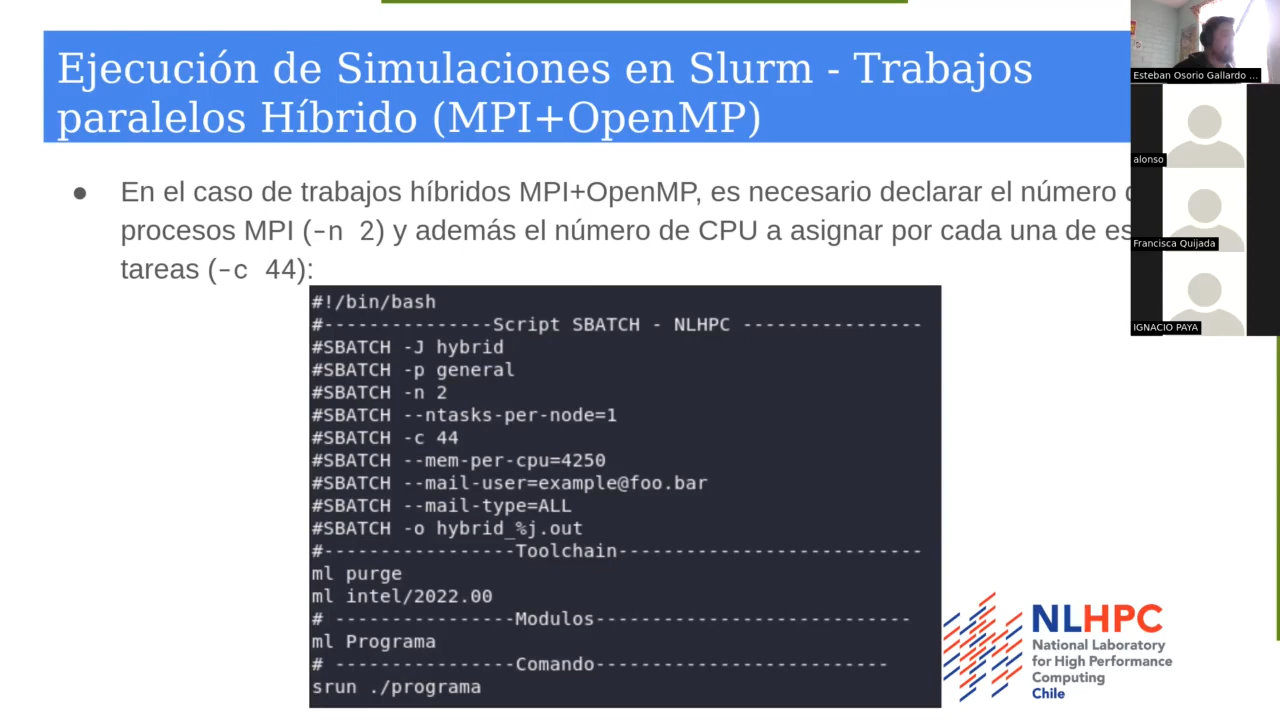 Ejecución de Simulaciones en Slurm - Trabajos
paralelos Híbrido (MPI+OpenMP)
● En el caso de trabajos híbridos MPI+OpenMP, es necesario declarar el número
procesos MPI (-n 2) y además el número de CPU a asignar por cada una de es
tareas (-c 44):
#!/bin/bash
#---------------Script SBATCH - NLHPC ----------------
#SBATCH -J hybrid
#SBATCH -p general
#SBATCH -n 2
#SBATCH --ntasks-per-node=1
#SBATCH -c 44
#SBATCH --mem-per-cpu=4250
#SBATCH --mail-user=example@foo.bar
#SBATCH --mail-type=ALL
#SBATCH -o hybrid_%j.out
#-----------------Toolchain---------------------------
ml purge
ml intel/2022.00
# ----------------Modulos----------------------------
ml Programa
# ----------------Comando--------------------------
srun ./programa
Esteban Osorio Gallardo ...
alonso
Francisca Quijada
IGNACIO PAYA
NLHPC
National Laboratory
for High Performance
Computing
Chile